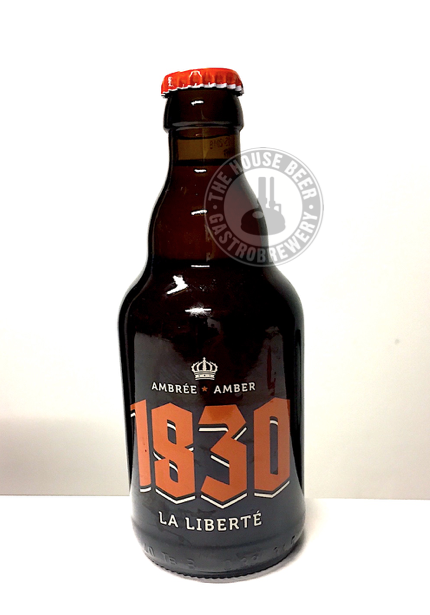 THE HOUSE BEER
GASTROBREWERY
AMBRÉE ★ AMBER
1830
LA LIBERTÉ